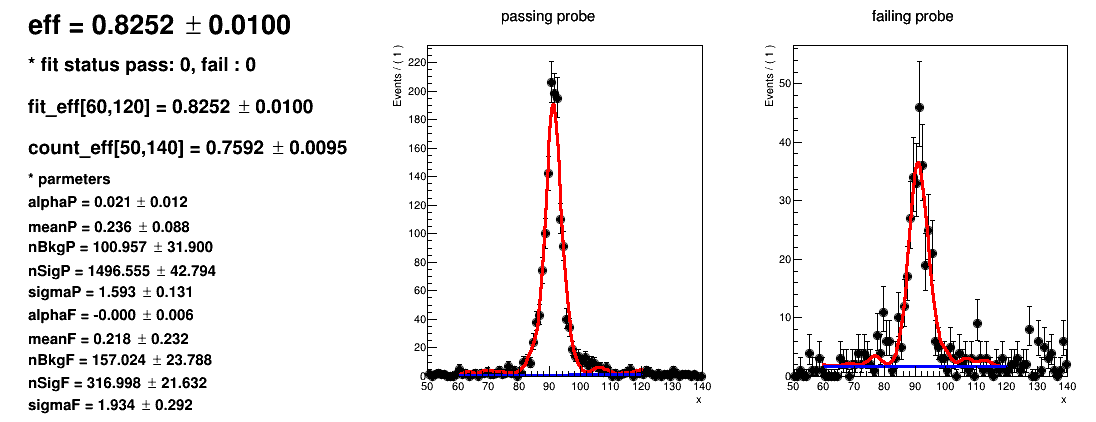 eff = 0.8252 ± 0.0100
* fit status pass: 0, fail : 0
fit_eff[60,120] = 0.8252 ± 0.0100
count_eff[50,140] = 0.7592 ± 0.0095
* parmeters
alphaP = 0.021 ± 0.012
meanP = 0.236 ± 0.088
nBkgP = 100.957 ± 31.900
nSigP = 1496.555 ± 42.794
sigmaP = 1.593 ± 0.131
alphaF = -0.000 ± 0.006
meanF = 0.218 ± 0.232
nBkgF = 157.024 ± 23.788
nSigF = 316.998 ± 21.632
sigmaF = 1.934 ± 0.292
passing probe
Events / ( 1 )
220
200
180
160
140
120
100
80
60
40
20
0
50 60 70 80 90 100 110 120 130 140
x
failing probe
Events / ( 1 )
50
40
30
20
10
0
50 60 70 80 90 100 110 120 130 140
x